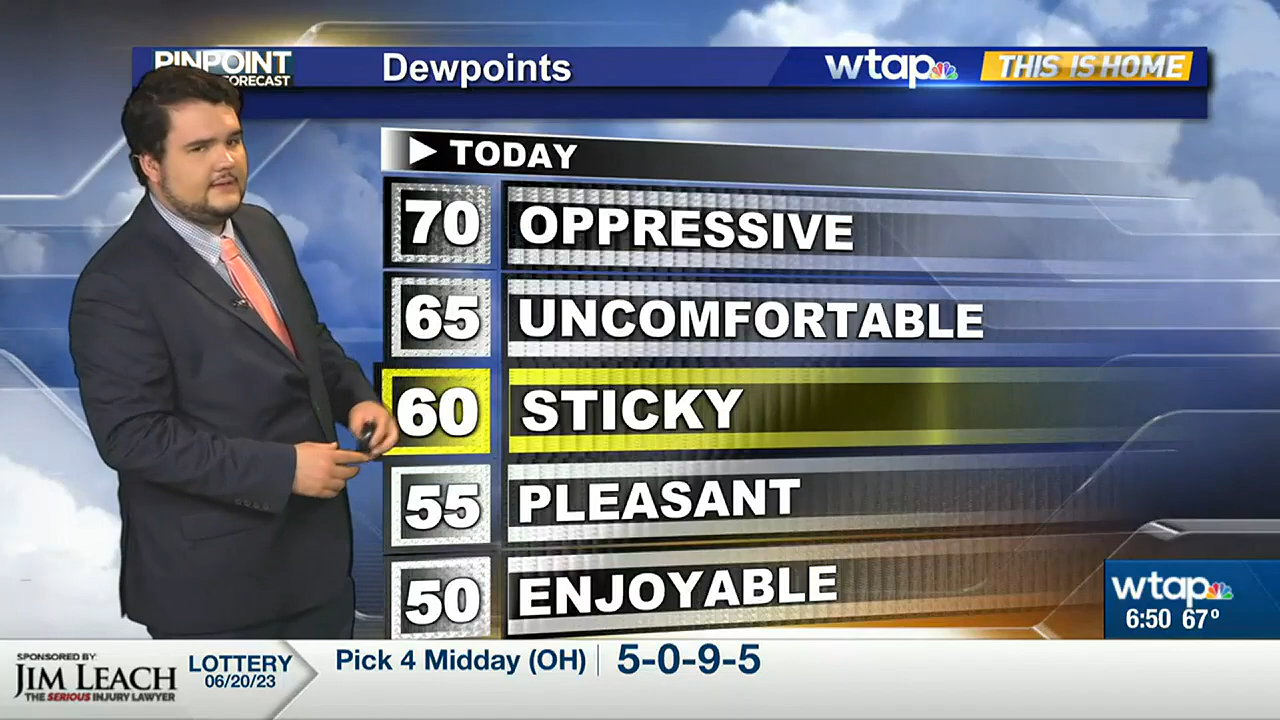 PINPOINT
FORECAST
Dewpoints
wtap
THIS IS HOME
TODAY
70 OPPRESSIVE
65 UNCOMFORTABLE
60 STICKY
55 PLEASANT
50 ENJOYABLE
wtap
6:50 67°
SPONSORED BY:
JIM LEACH
THE SERIOUS INJURY LAWYER
LOTTERY
06/20/23
Pick 4 Midday (OH)
5-0-9-5